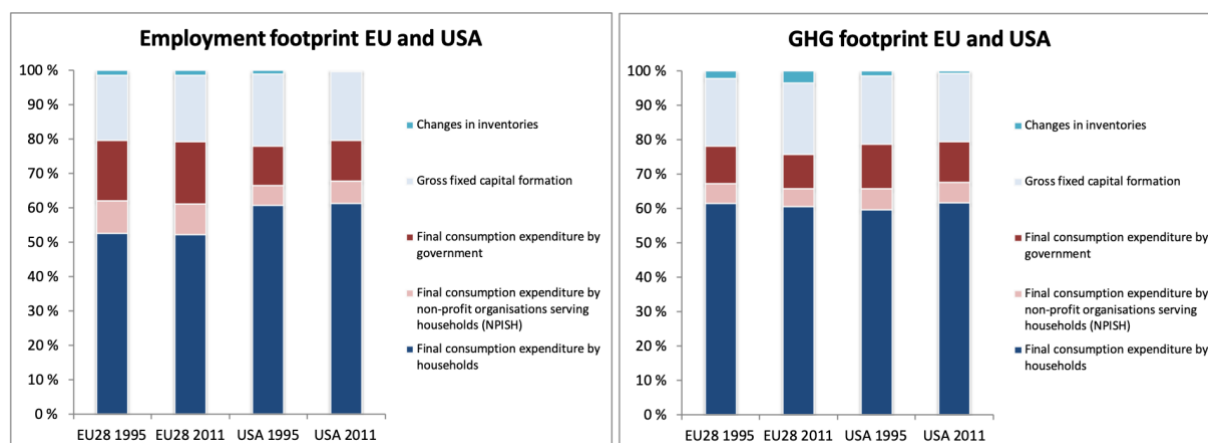 Employment footprint EU and USA
100 %
90 %
80 %
70 %
60 %
50 %
40 %
30 %
20 %
10 %
0 %
EU28 1995
EU28 2011
USA 1995
USA 2011
Changes in inventories
Gross fixed capital formation
Final consumption expenditure by
government
Final consumption expenditure by
non-profit organisations serving
households (NPISH)
Final consumption expenditure by
households
GHG footprint EU and USA
100 %
90 %
80 %
70 %
60 %
50 %
40 %
30 %
20 %
10 %
0 %
EU28 1995
EU28 2011
USA 1995
USA 2011
Changes in inventories
Gross fixed capital formation
Final consumption expenditure by
government
Final consumption expenditure by
non-profit organisations serving
households (NPISH)
Final consumption expenditure by
households